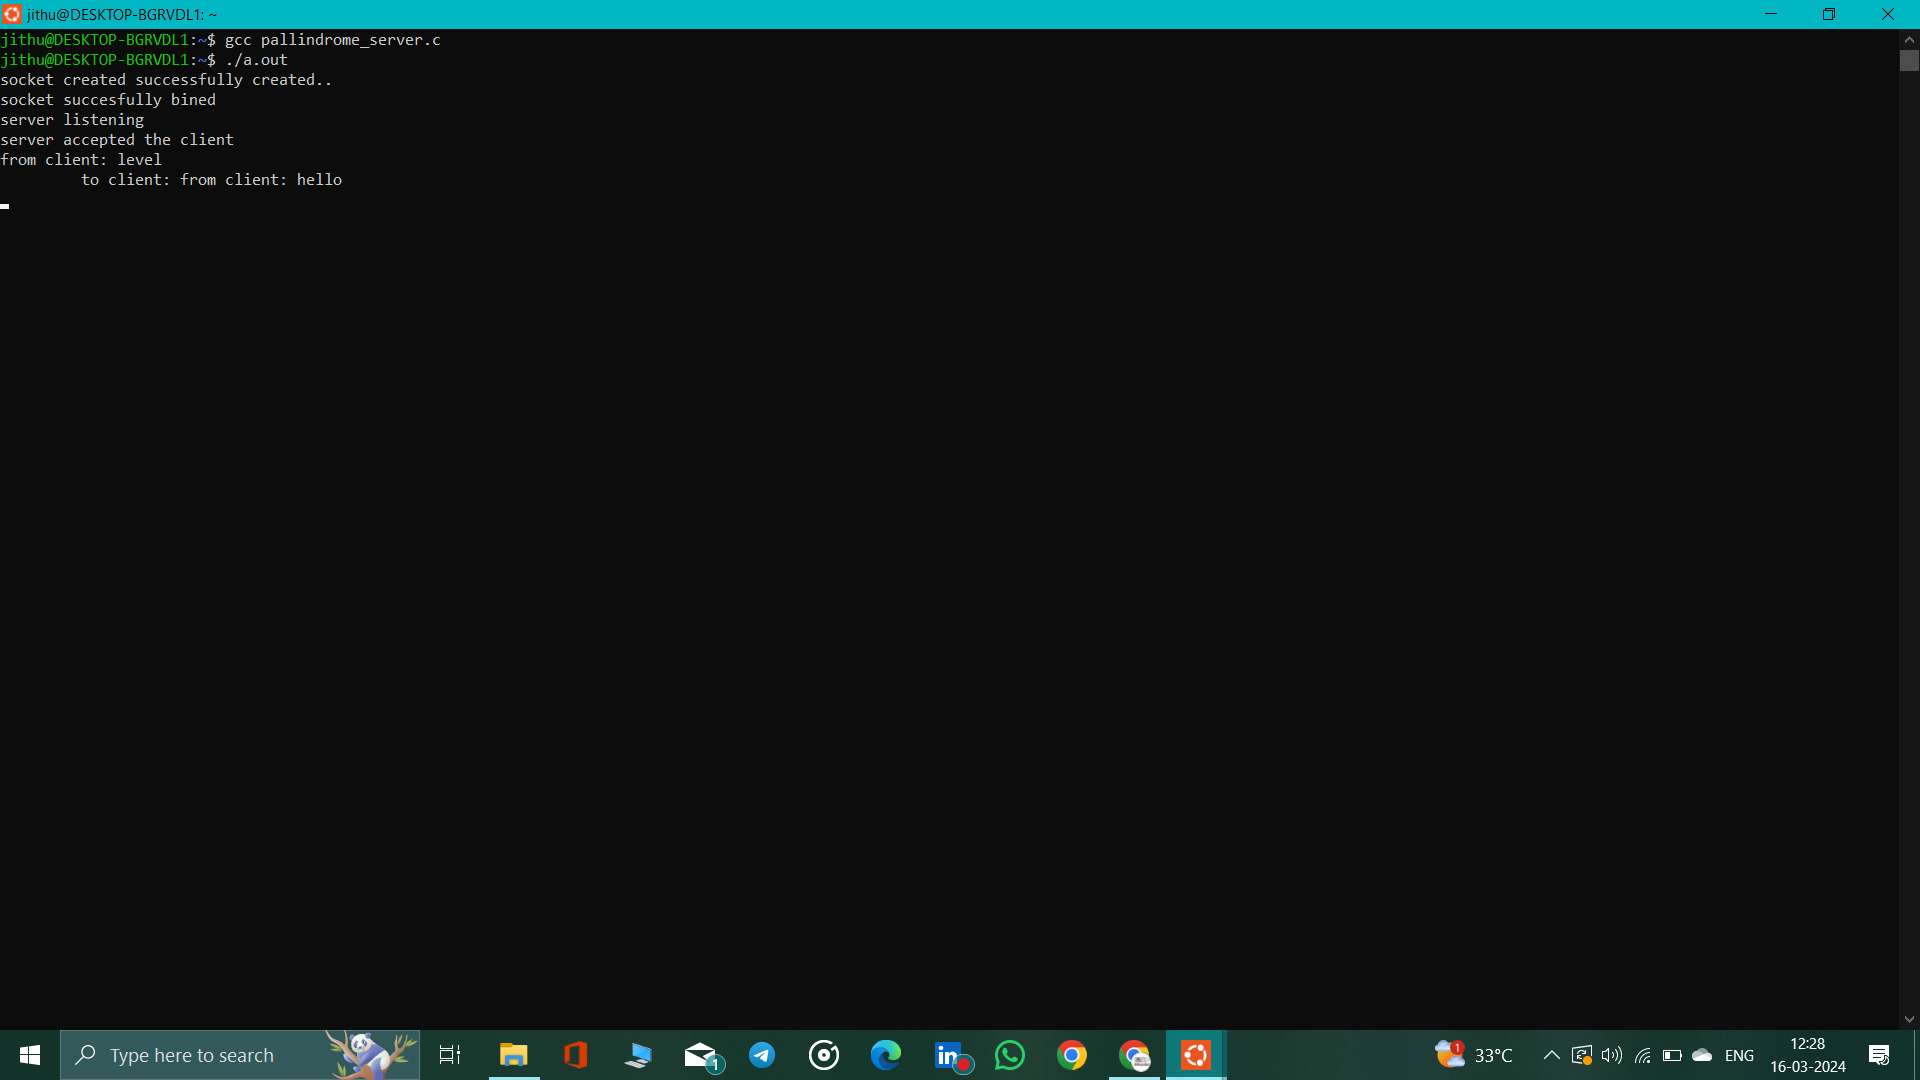 jithu@DESKTOP-BGRVDL1: ~
jithu@DESKTOP-BGRVDL1:~$ gcc pallindrome_server.c
jithu@DESKTOP-BGRVDL1:~$ ./a.out
socket created successfully created..
socket succesfully bined
server listening
server accepted the client
from client: level
         to client: from client: hello
Type here to search
1
in
1
33°C
ENG
12:28
16-03-2024